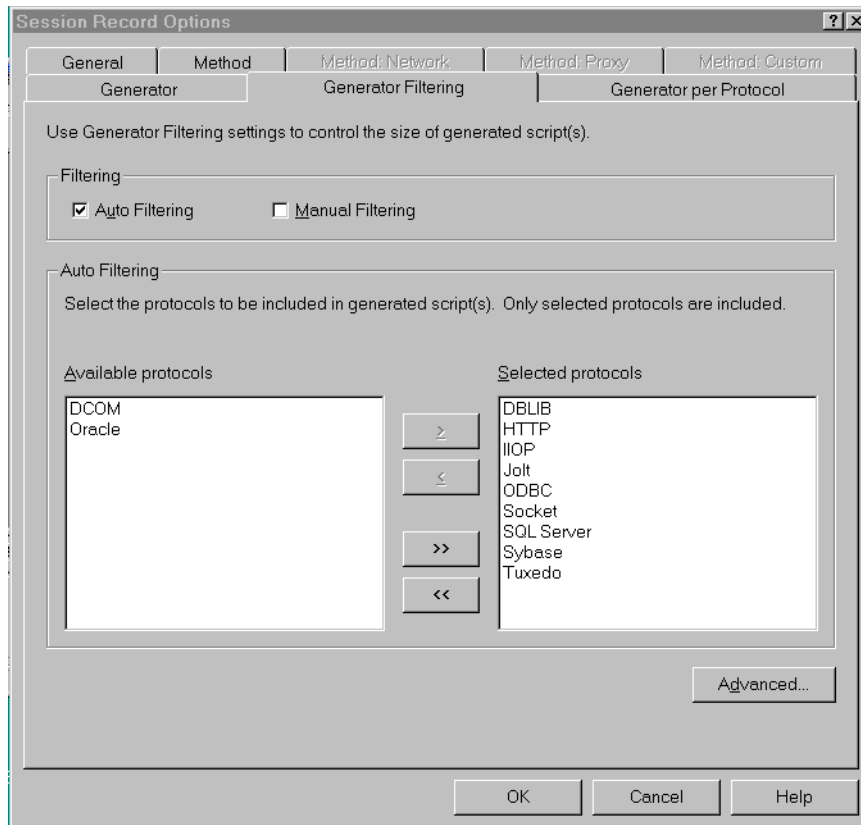 Session Record Options
General Method Method: Network Method: Proxy Method: Custom
Generator Generator Filtering Generator per Protocol
Use Generator Filtering settings to control the size of generated script(s).
Filtering
Auto Filtering Manual Filtering
Auto Filtering
Select the protocols to be included in generated script(s). Only selected protocols are included.
Available protocols Selected protocols
DCOM
Oracle
>
<
>>
<<
DBLIB
HTTP
IIOP
Jolt
ODBC
Socket
SQL Server
Sybase
Tuxedo
Advanced...
OK Cancel Help